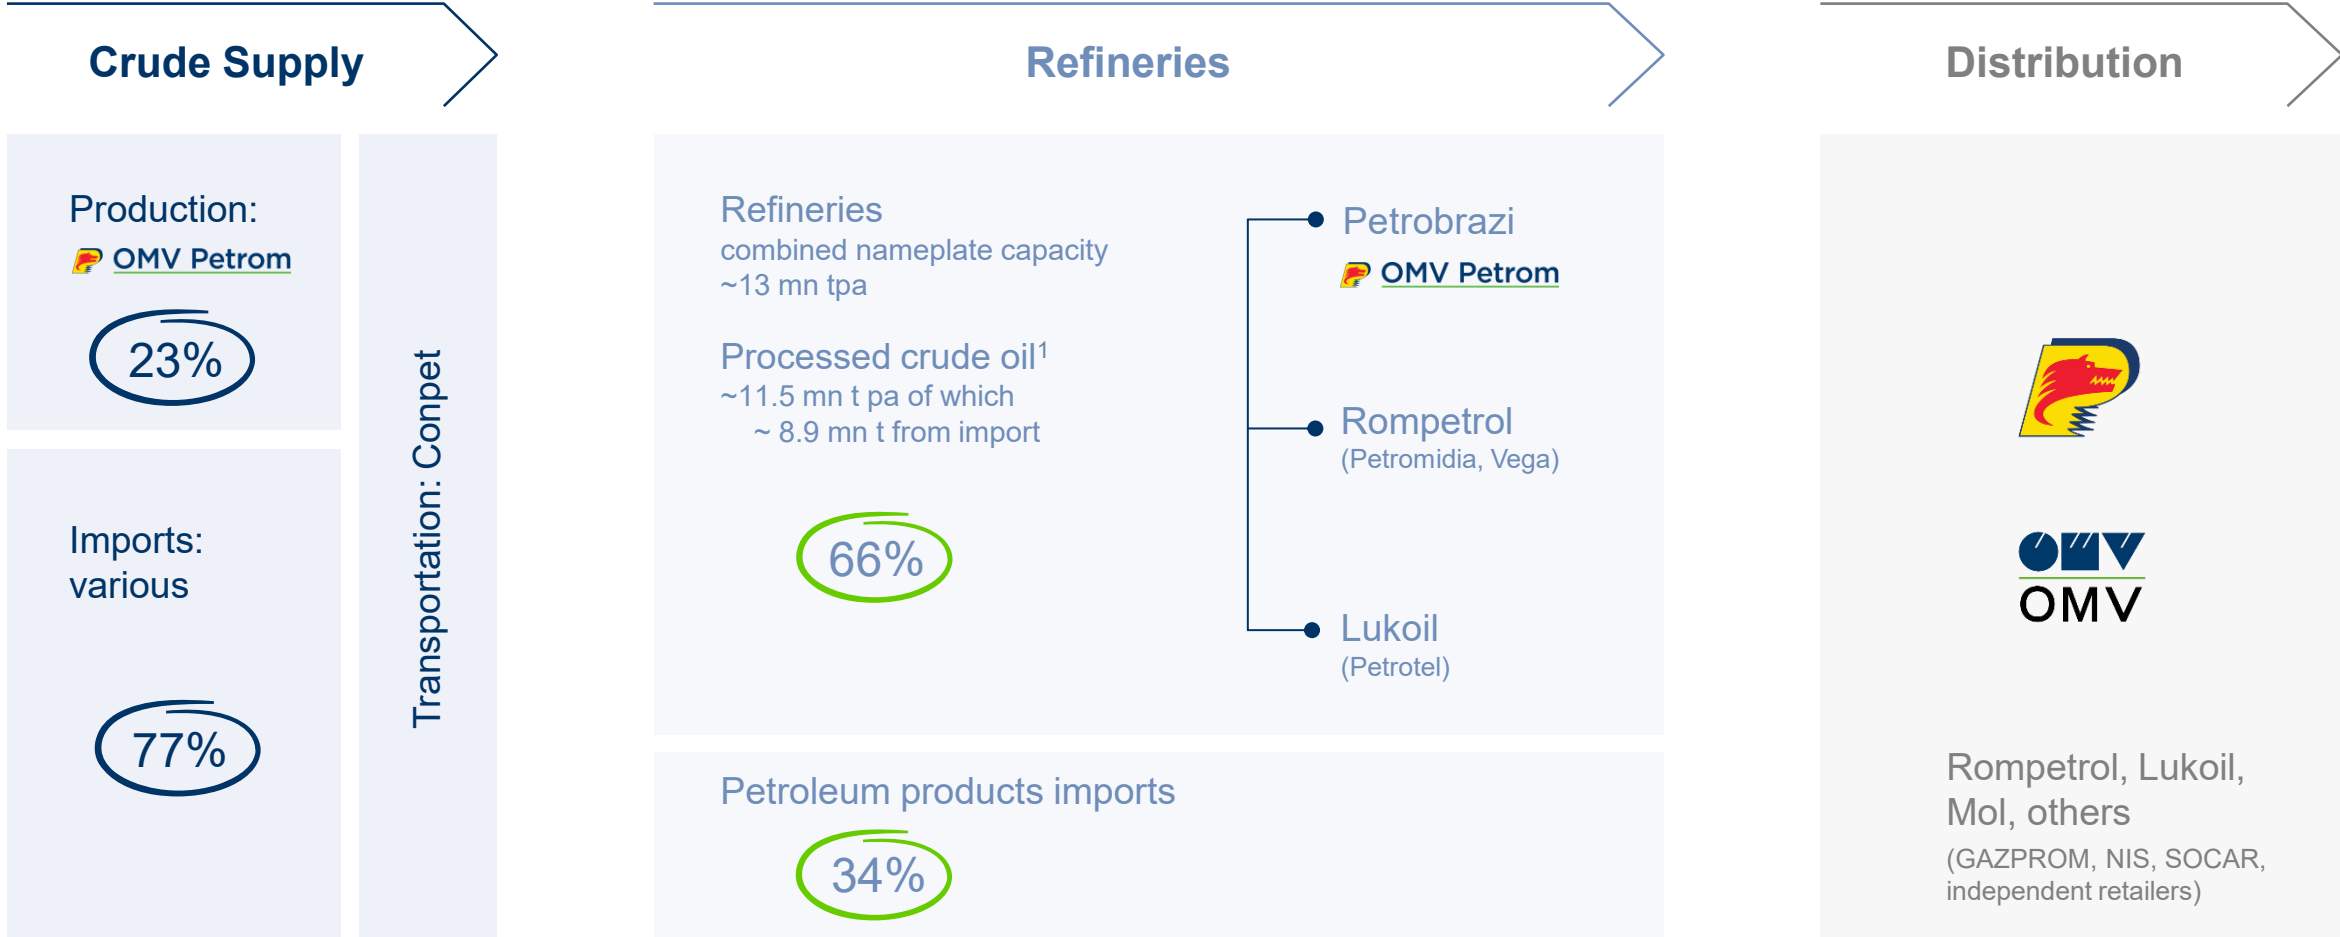 Crude Supply
Production:
OMV Petrom
23%
Imports:
various
77%
Transportation: Conpet
Refineries
Refineries
combined nameplate capacity
~13 mn tpa
Processed crude oil¹
~11.5 mn t pa of which
~ 8.9 mn t from import
66%
Petrobrazi
OMV Petrom
Rompetrol
(Petromidia, Vega)
Lukoil
(Petrotel)
Petroleum products imports
34%
Distribution
OMV
OMV
Rompetrol, Lukoil,
Mol, others
(GAZPROM, NIS, SOCAR,
independent retailers)